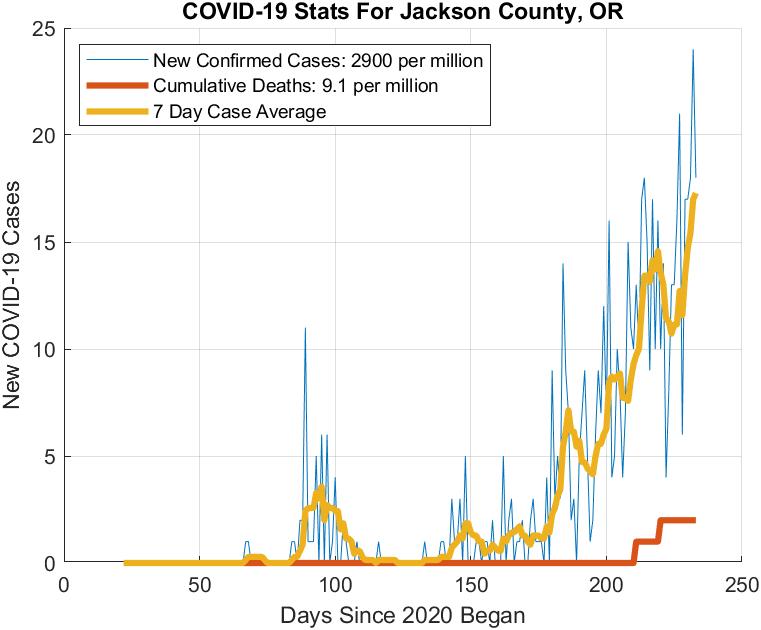 COVID-19 Stats For Jackson County, OR
25
New Confirmed Cases: 2900 per million
Cumulative Deaths: 9.1 per million
7 Day Case Average
20
15
10
5
0
New COVID-19 Cases
0 50 100 150 200 250
Days Since 2020 Began